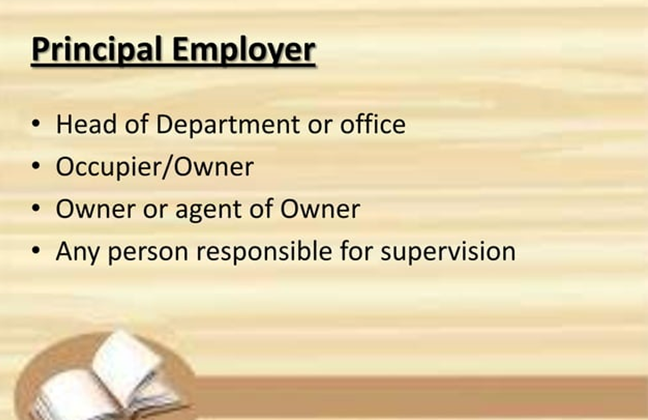 Principal Employer
• Head of Department or office
• Occupier/Owner
• Owner or agent of Owner
• Any person responsible for supervision